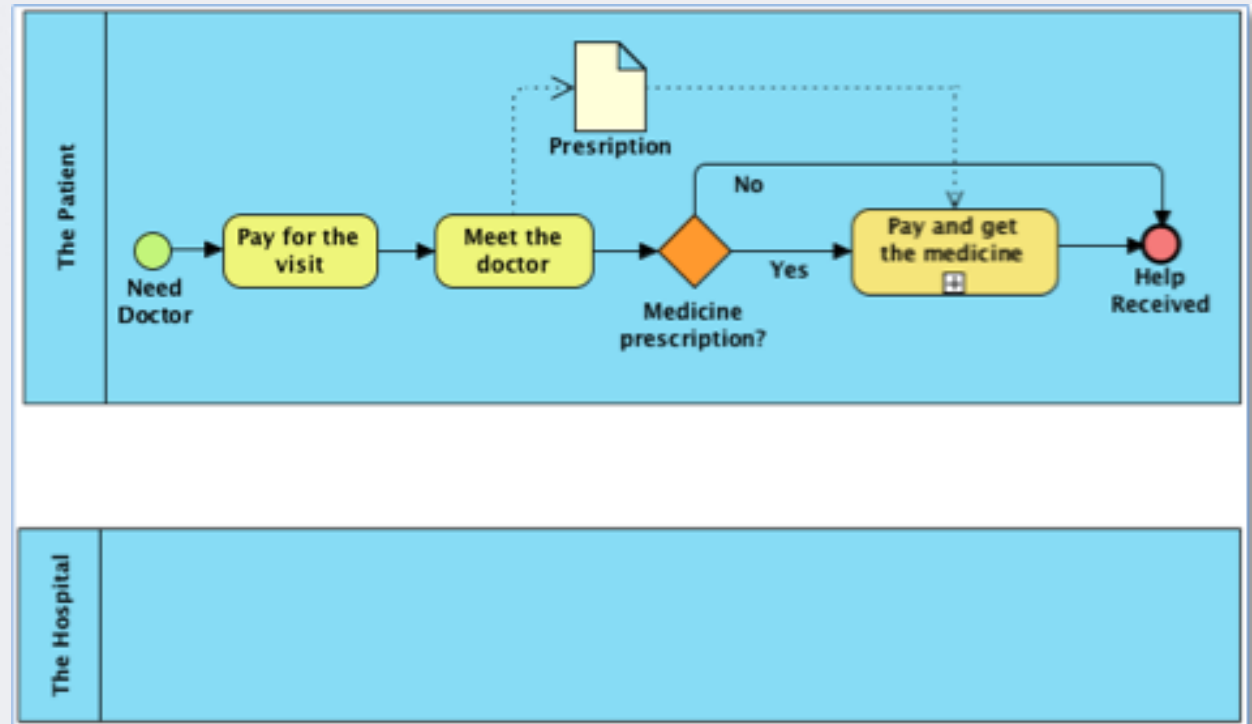 The Patient
Presription
No
Need
Doctor
Pay for the
visit
Meet the
doctor
Medicine
prescription?
Yes
Pay and get
the medicine
Help
Received
The Hospital